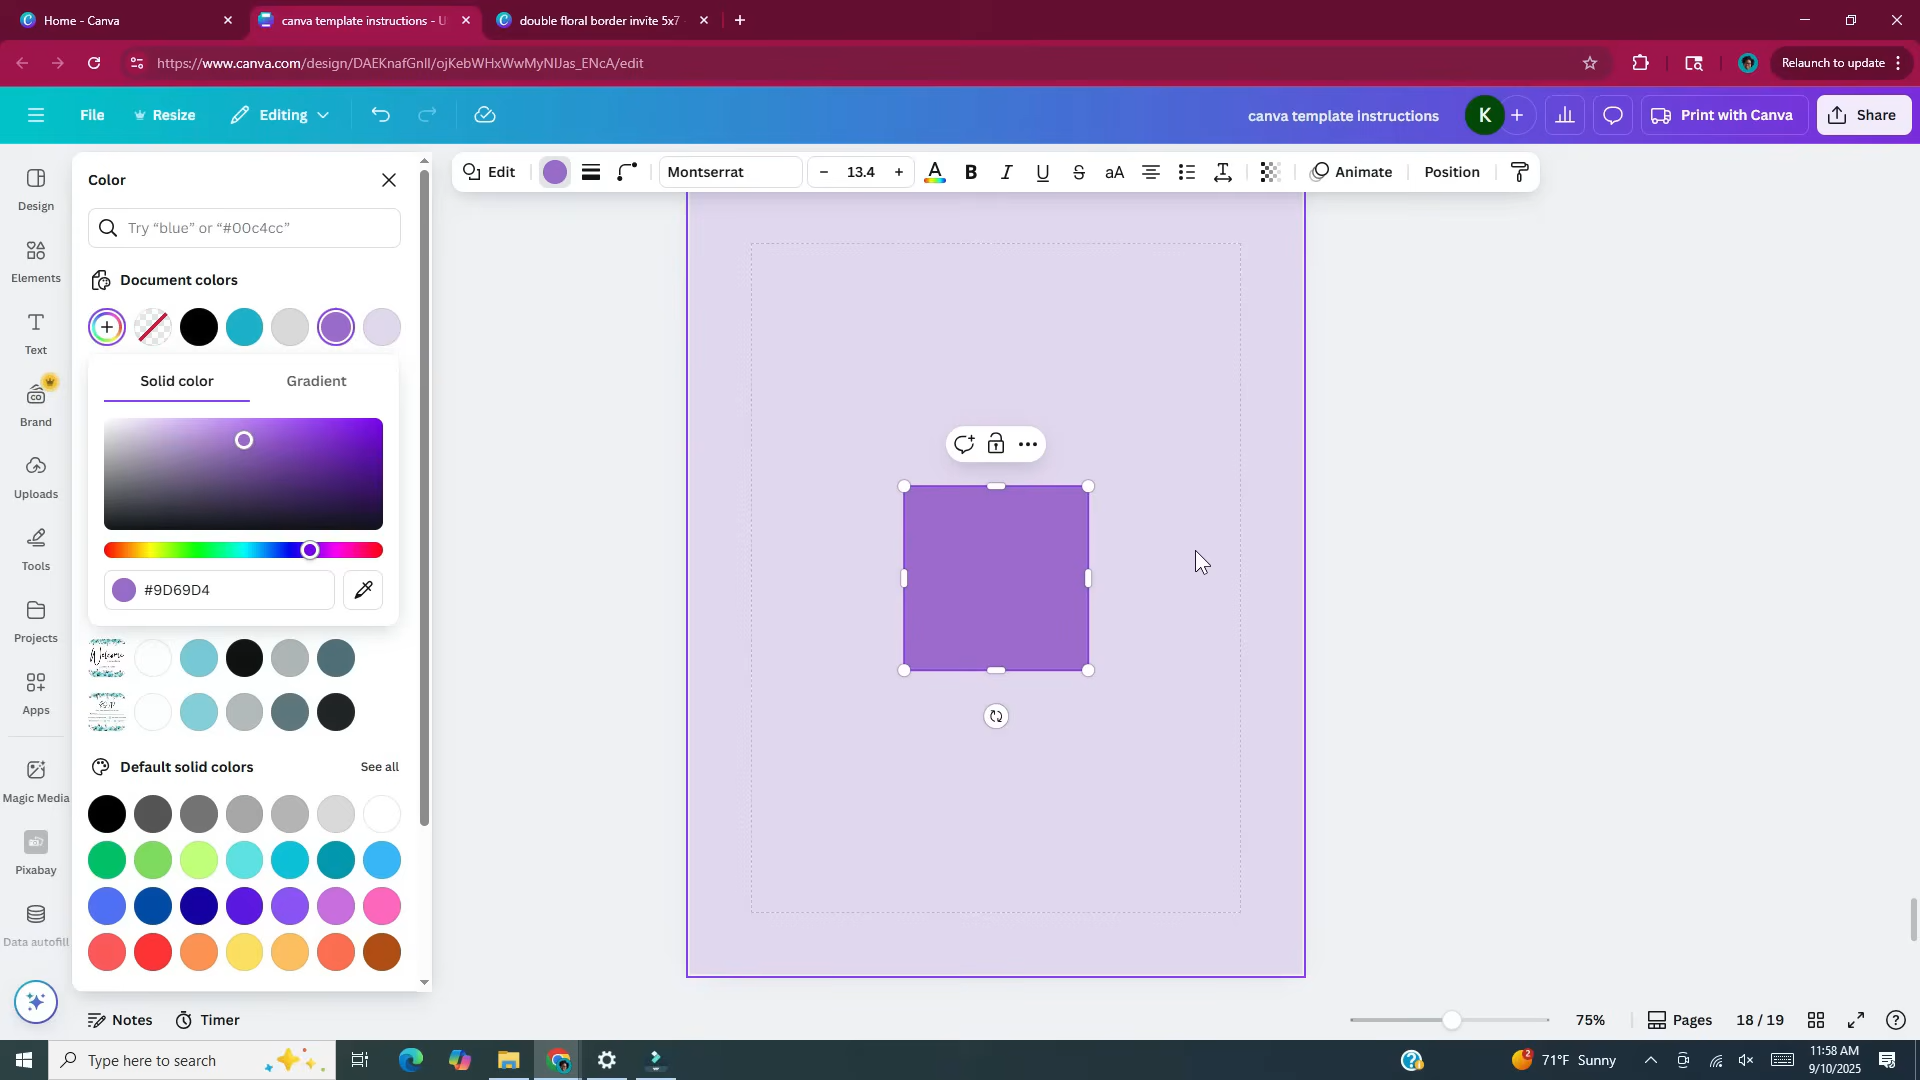 Home - Canva
canva template instructions - U
double floral border invite 5x7
https://www.canva.com/design/DAEKnafGnlI/ojKebWHxWwMyNlJas_ENcA/edit
Relaunch to update
File
Resize
Editing
canva template instructions
K
Print with Canva
Share
Design
Elements
Text
Brand
Uploads
Tools
Projects
Apps
Magic Media
Pixabay
Data autofill
Color
Try “blue” or “#00c4cc”
Document colors
Solid color
Gradient
#9D69D4
Welcome
Default solid colors
See all
Edit
Montserrat
– 13.4 +
A B I U S aA
Animate
Position
Notes
Timer
75%
Pages
18 / 19
Type here to search
2
71°F Sunny
11:58 AM
9/10/2025